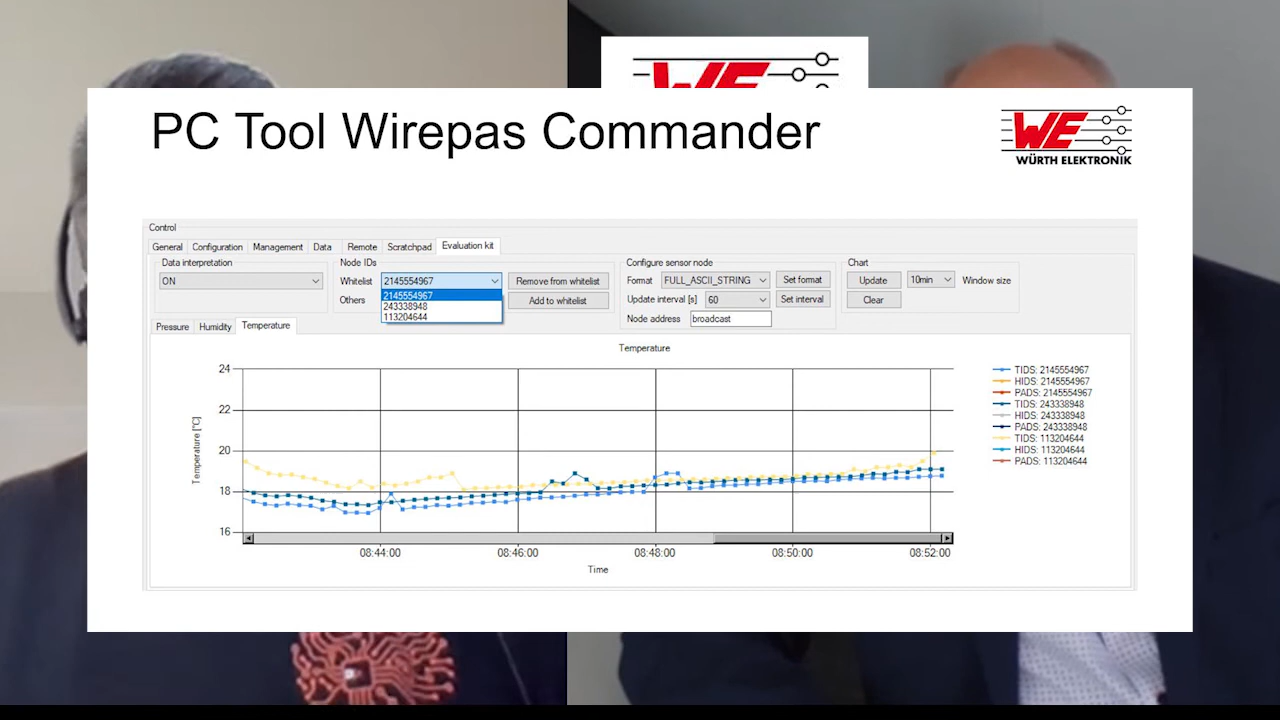 WE
PC Tool Wirepas Commander
WE
WÜRTH ELEKTRONIK
Control
General Configuration Management Data Remote Scratchpad Evaluation kit
Data interpretation
ON
Node IDs
Whitelist 2145554967 Remove from whitelist
Others Add to whitelist
2145554967
243338948
113204644
Configure sensor node
Format FULL_ASCII_STRING Set format
Update interval [s] 60 Set interval
Node address broadcast
Chart
Update 10min Window size
Clear
Pressure Humidity Temperature
Temperature
Temperature [°C]
24
22
20
18
16
08:44:00 08:46:00 08:48:00 08:50:00 08:52:00
Time
TIDS: 2145554967
HIDS: 2145554967
PADS: 2145554967
TIDS: 243338948
HIDS: 243338948
PADS: 243338948
TIDS: 113204644
HIDS: 113204644
PADS: 113204644